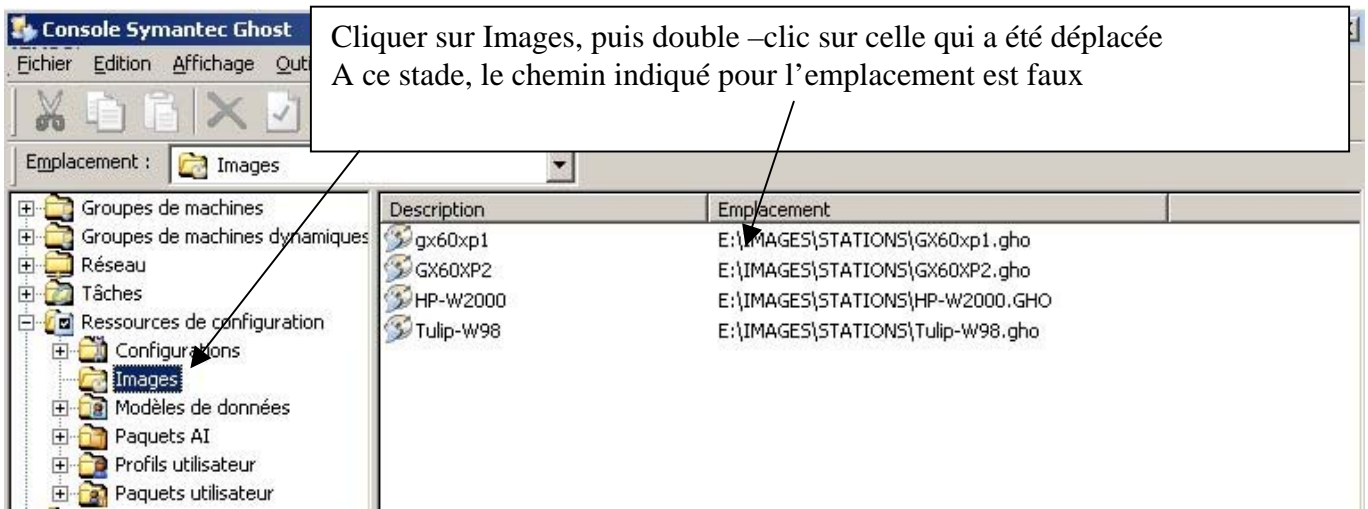 Console Symantec Ghost
Cliquer sur Images, puis double –clic sur celle qui a été déplacée
A ce stade, le chemin indiqué pour l'emplacement est faux
Fichier Edition Affichage
Emplacement : Images
Groupes de machines
Groupes de machines dynamiques
Réseau
Tâches
Ressources de configuration
Configurations
Images
Modèles de données
Paquets AI
Profils utilisateur
Paquets utilisateur
Description Emplacement
gx60xp1 E:\IMAGES\STATIONS\GX60xp1.gho
GX60XP2 E:\IMAGES\STATIONS\GX60XP2.gho
HP-W2000 E:\IMAGES\STATIONS\HP-W2000.GHO
Tulip-W98 E:\IMAGES\STATIONS\Tulip-W98.gho